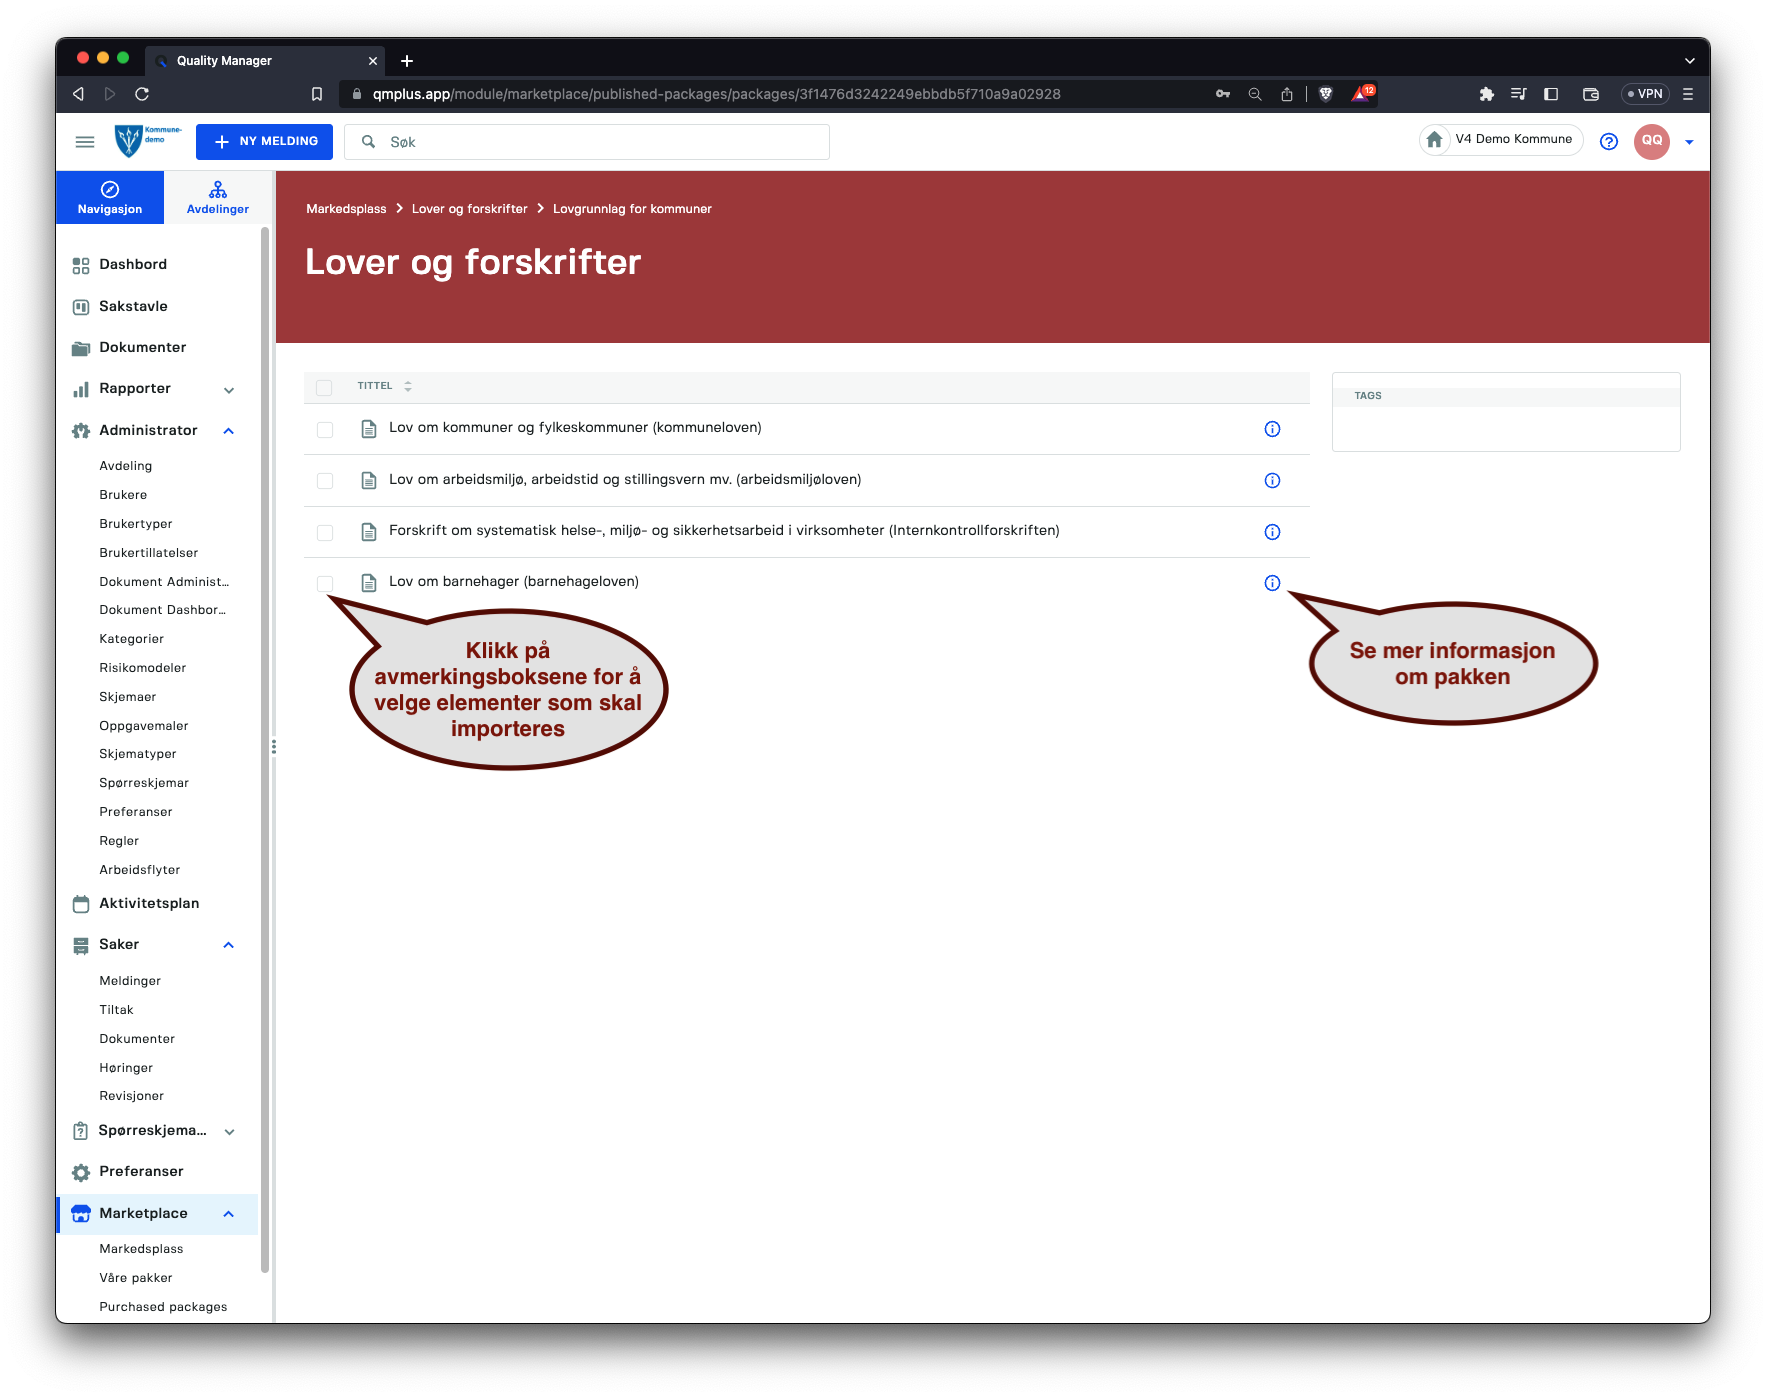 Quality Manager
qmplus.app/module/marketplace/published-packages/packages/3f1476d3242249ebbdb5f710a9a02928
12
VPN
Kommune-
demo
NY MELDING
Søk
V4 Demo Kommune
QQ
Navigasjon
Avdelinger
Markedsplass > Lover og forskrifter > Lovgrunnlag for kommuner
Lover og forskrifter
Dashbord
Sakstavle
Dokumenter
Rapporter
Administrator
Avdeling
Brukere
Brukertyper
Brukertillatelser
Dokument Administ...
Dokument Dashbor...
Kategorier
Risikomodeler
Skjemaer
Oppgavemaler
Skjematyper
Spørreskjemar
Preferanser
Regler
Arbeidsflyter
Aktivitetsplan
Saker
Meldinger
Tiltak
Dokumenter
Høringer
Revisjoner
Spørreskjema...
Preferanser
Marketplace
Markedsplass
Våre pakker
Purchased packages
TITTEL
Lov om kommuner og fylkeskommuner (kommuneloven)
Lov om arbeidsmiljø, arbeidstid og stillingsvern mv. (arbeidsmiljøloven)
Forskrift om systematisk helse-, miljø- og sikkerhetsarbeid i virksomheter (Internkontrollforskriften)
Lov om barnehager (barnehageloven)
TAGS
Klikk på
avmerkingsboksene for å
velge elementer som skal
importeres
Se mer informasjon
om pakken